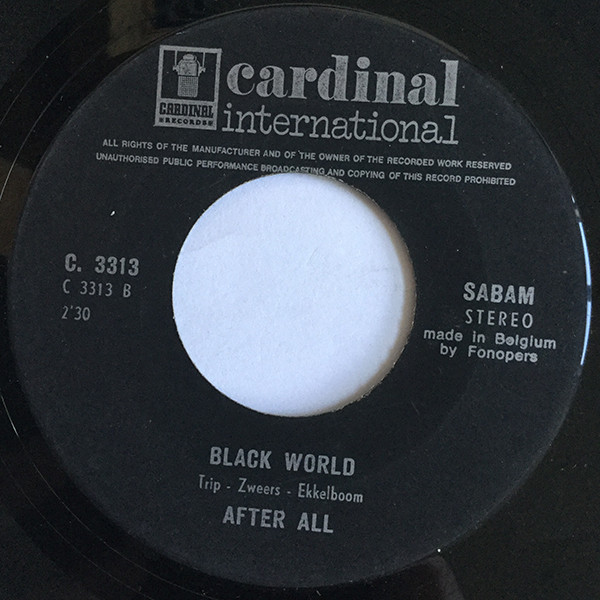 CARDINAL
RECORDS
cardinal
international
ALL RIGHTS OF THE MANUFACTURER AND OF THE OWNER OF THE RECORDED WORK RESERVED
UNAUTHORISED PUBLIC PERFORMANCE BROADCASTING AND COPYING OF THIS RECORD PROHIBITED
C. 3313
C 3313 B
2'30
SABAM
STEREO
made in Belgium
by Fonopers
BLACK WORLD
Trip - Zweers - Ekkelboom
AFTER ALL